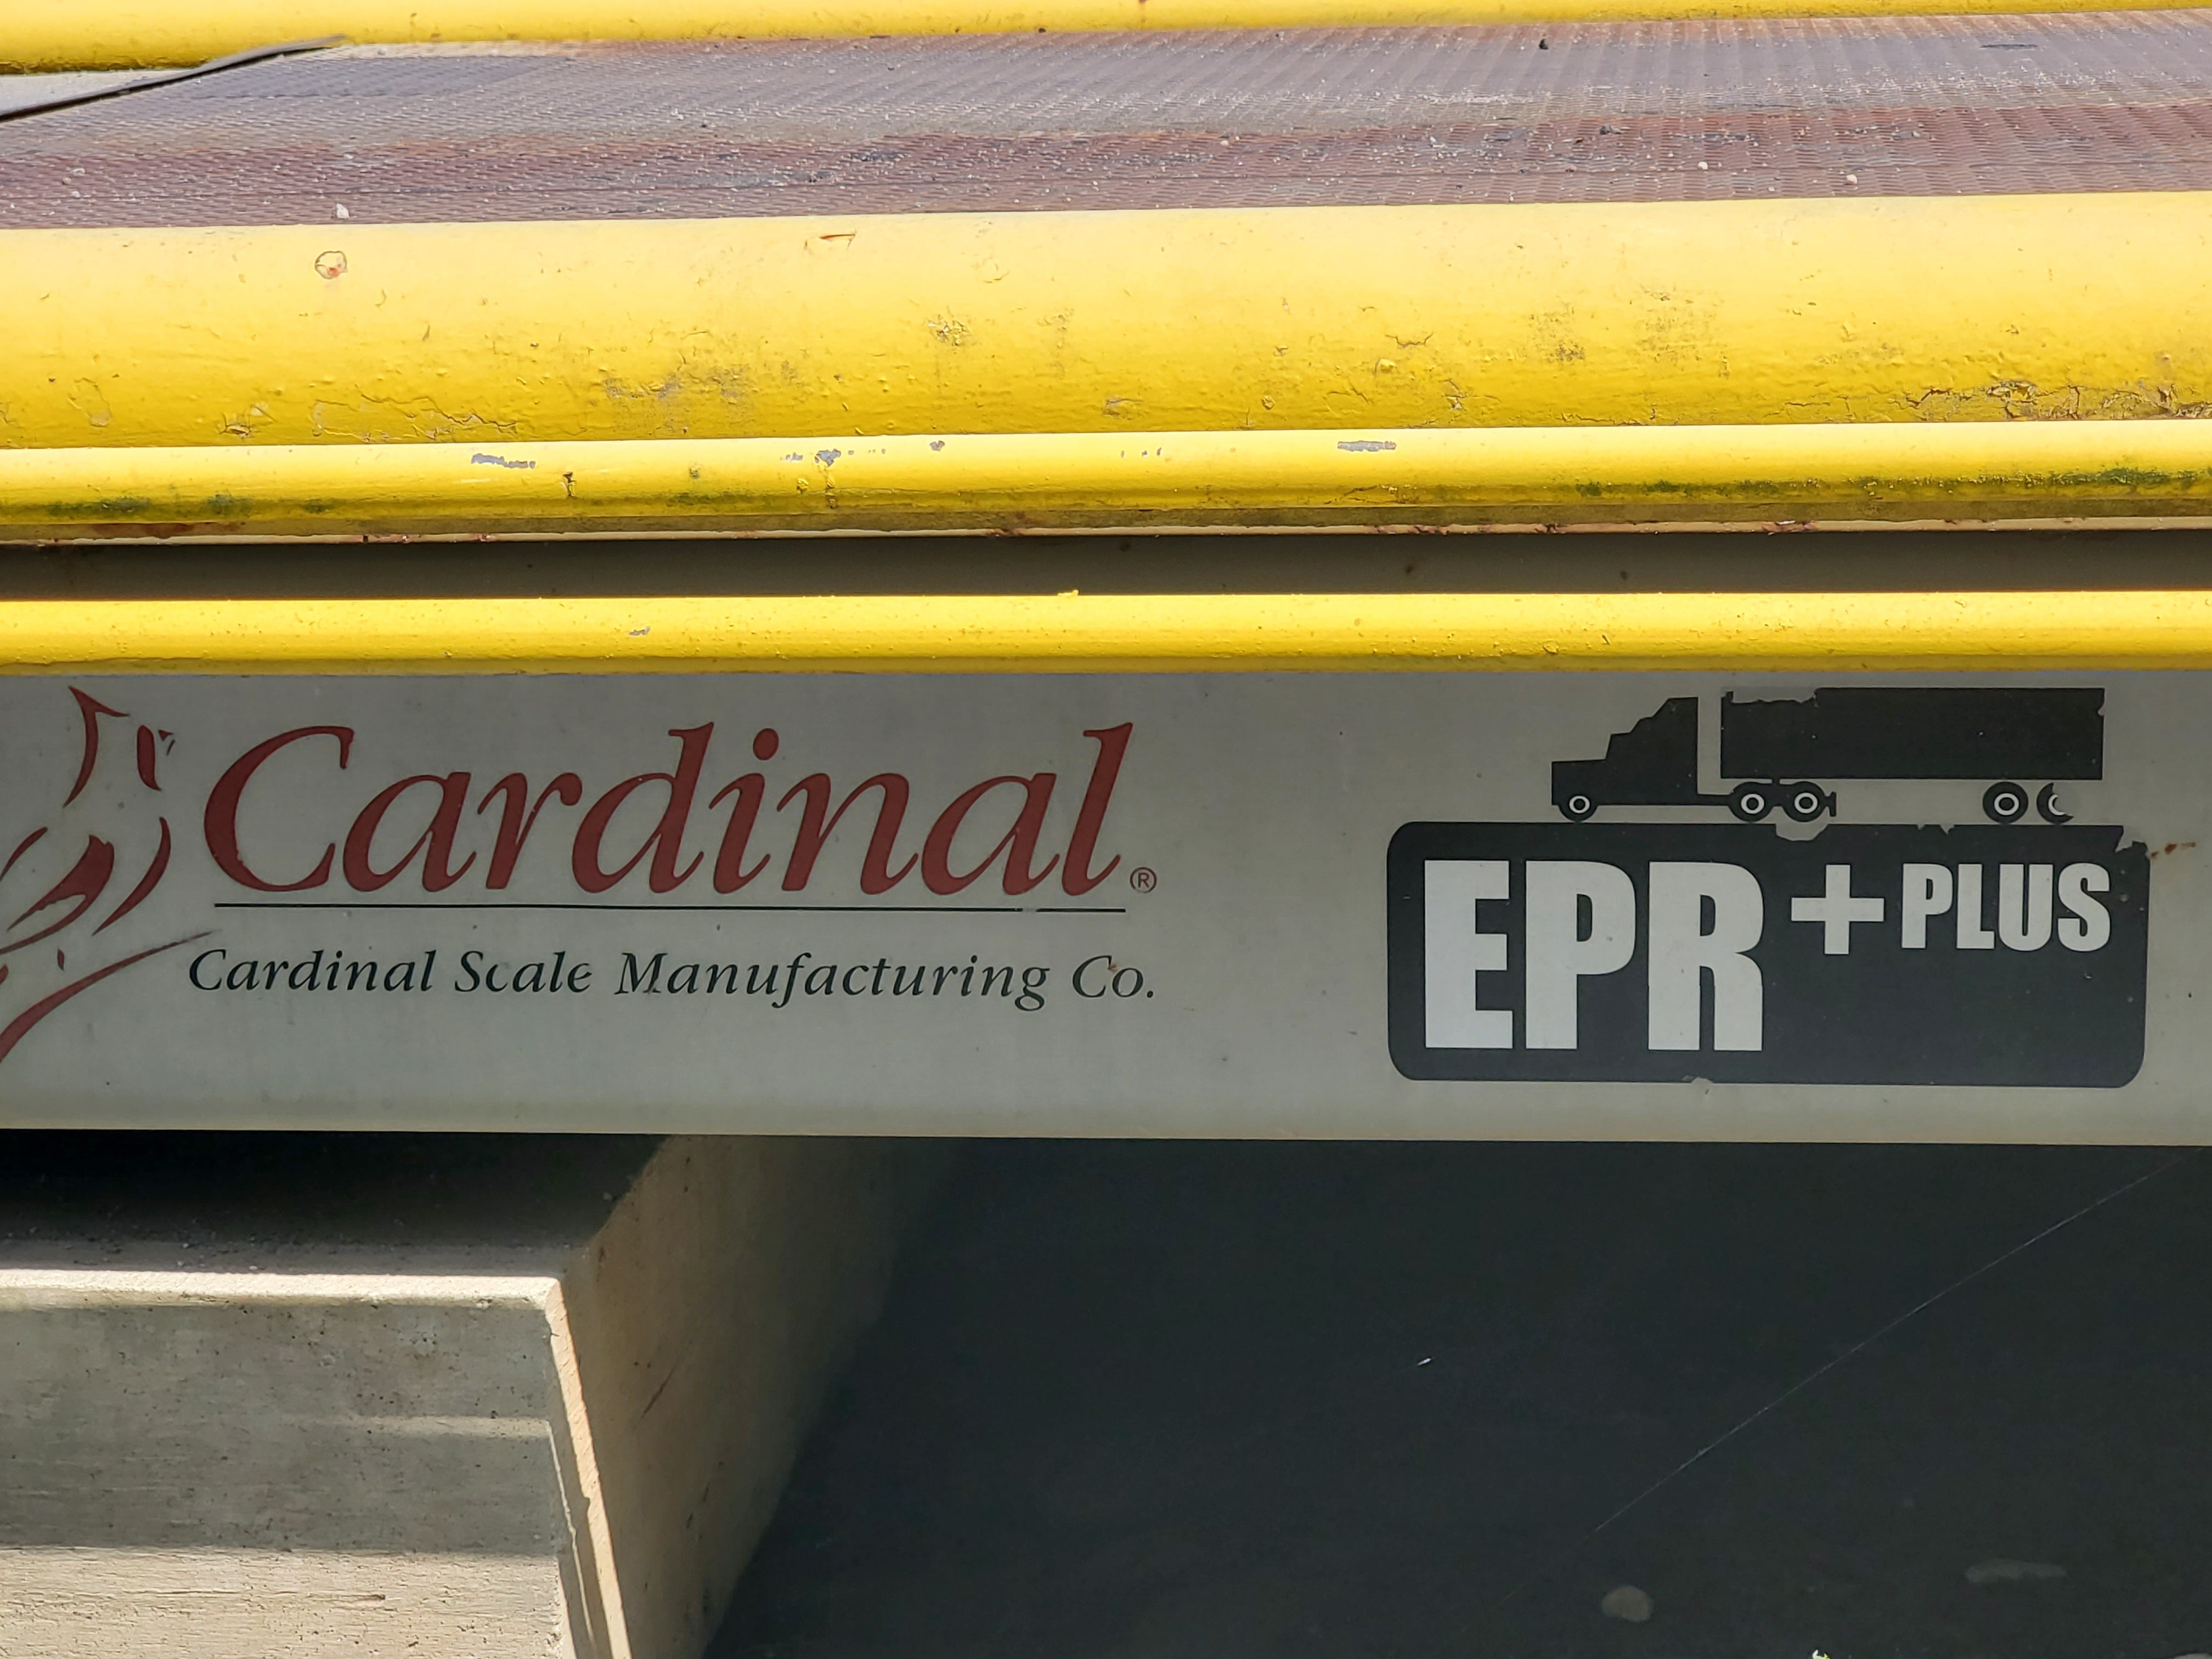 Cardinal®
Cardinal Scale Manufacturing Co.
EPR +PLUS